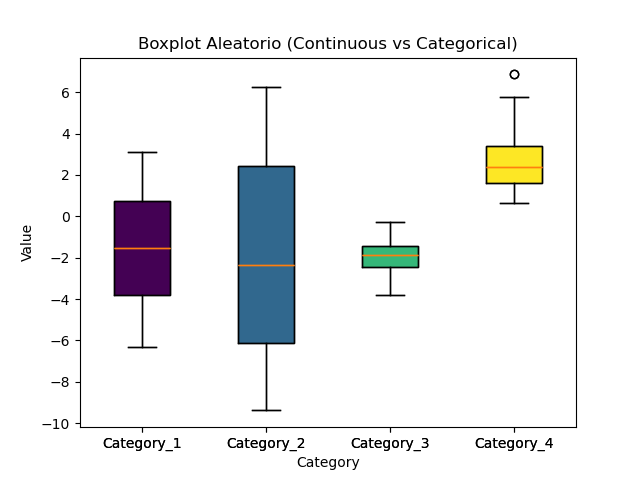 Boxplot Aleatorio (Continuous vs Categorical)
Value
6
4
2
0
−2
−4
−6
−8
−10
Category_1 Category_2 Category_3 Category_4
Category